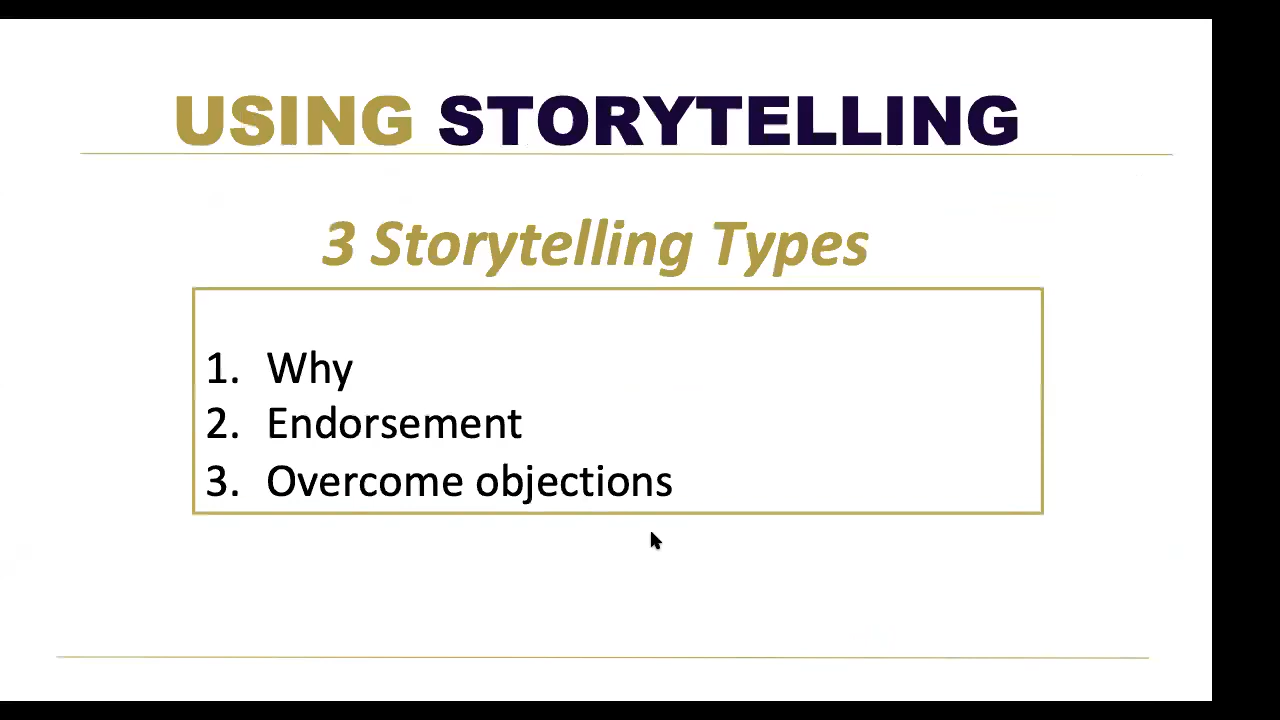 USING STORYTELLING
3 Storytelling Types
1. Why
2. Endorsement
3. Overcome objections